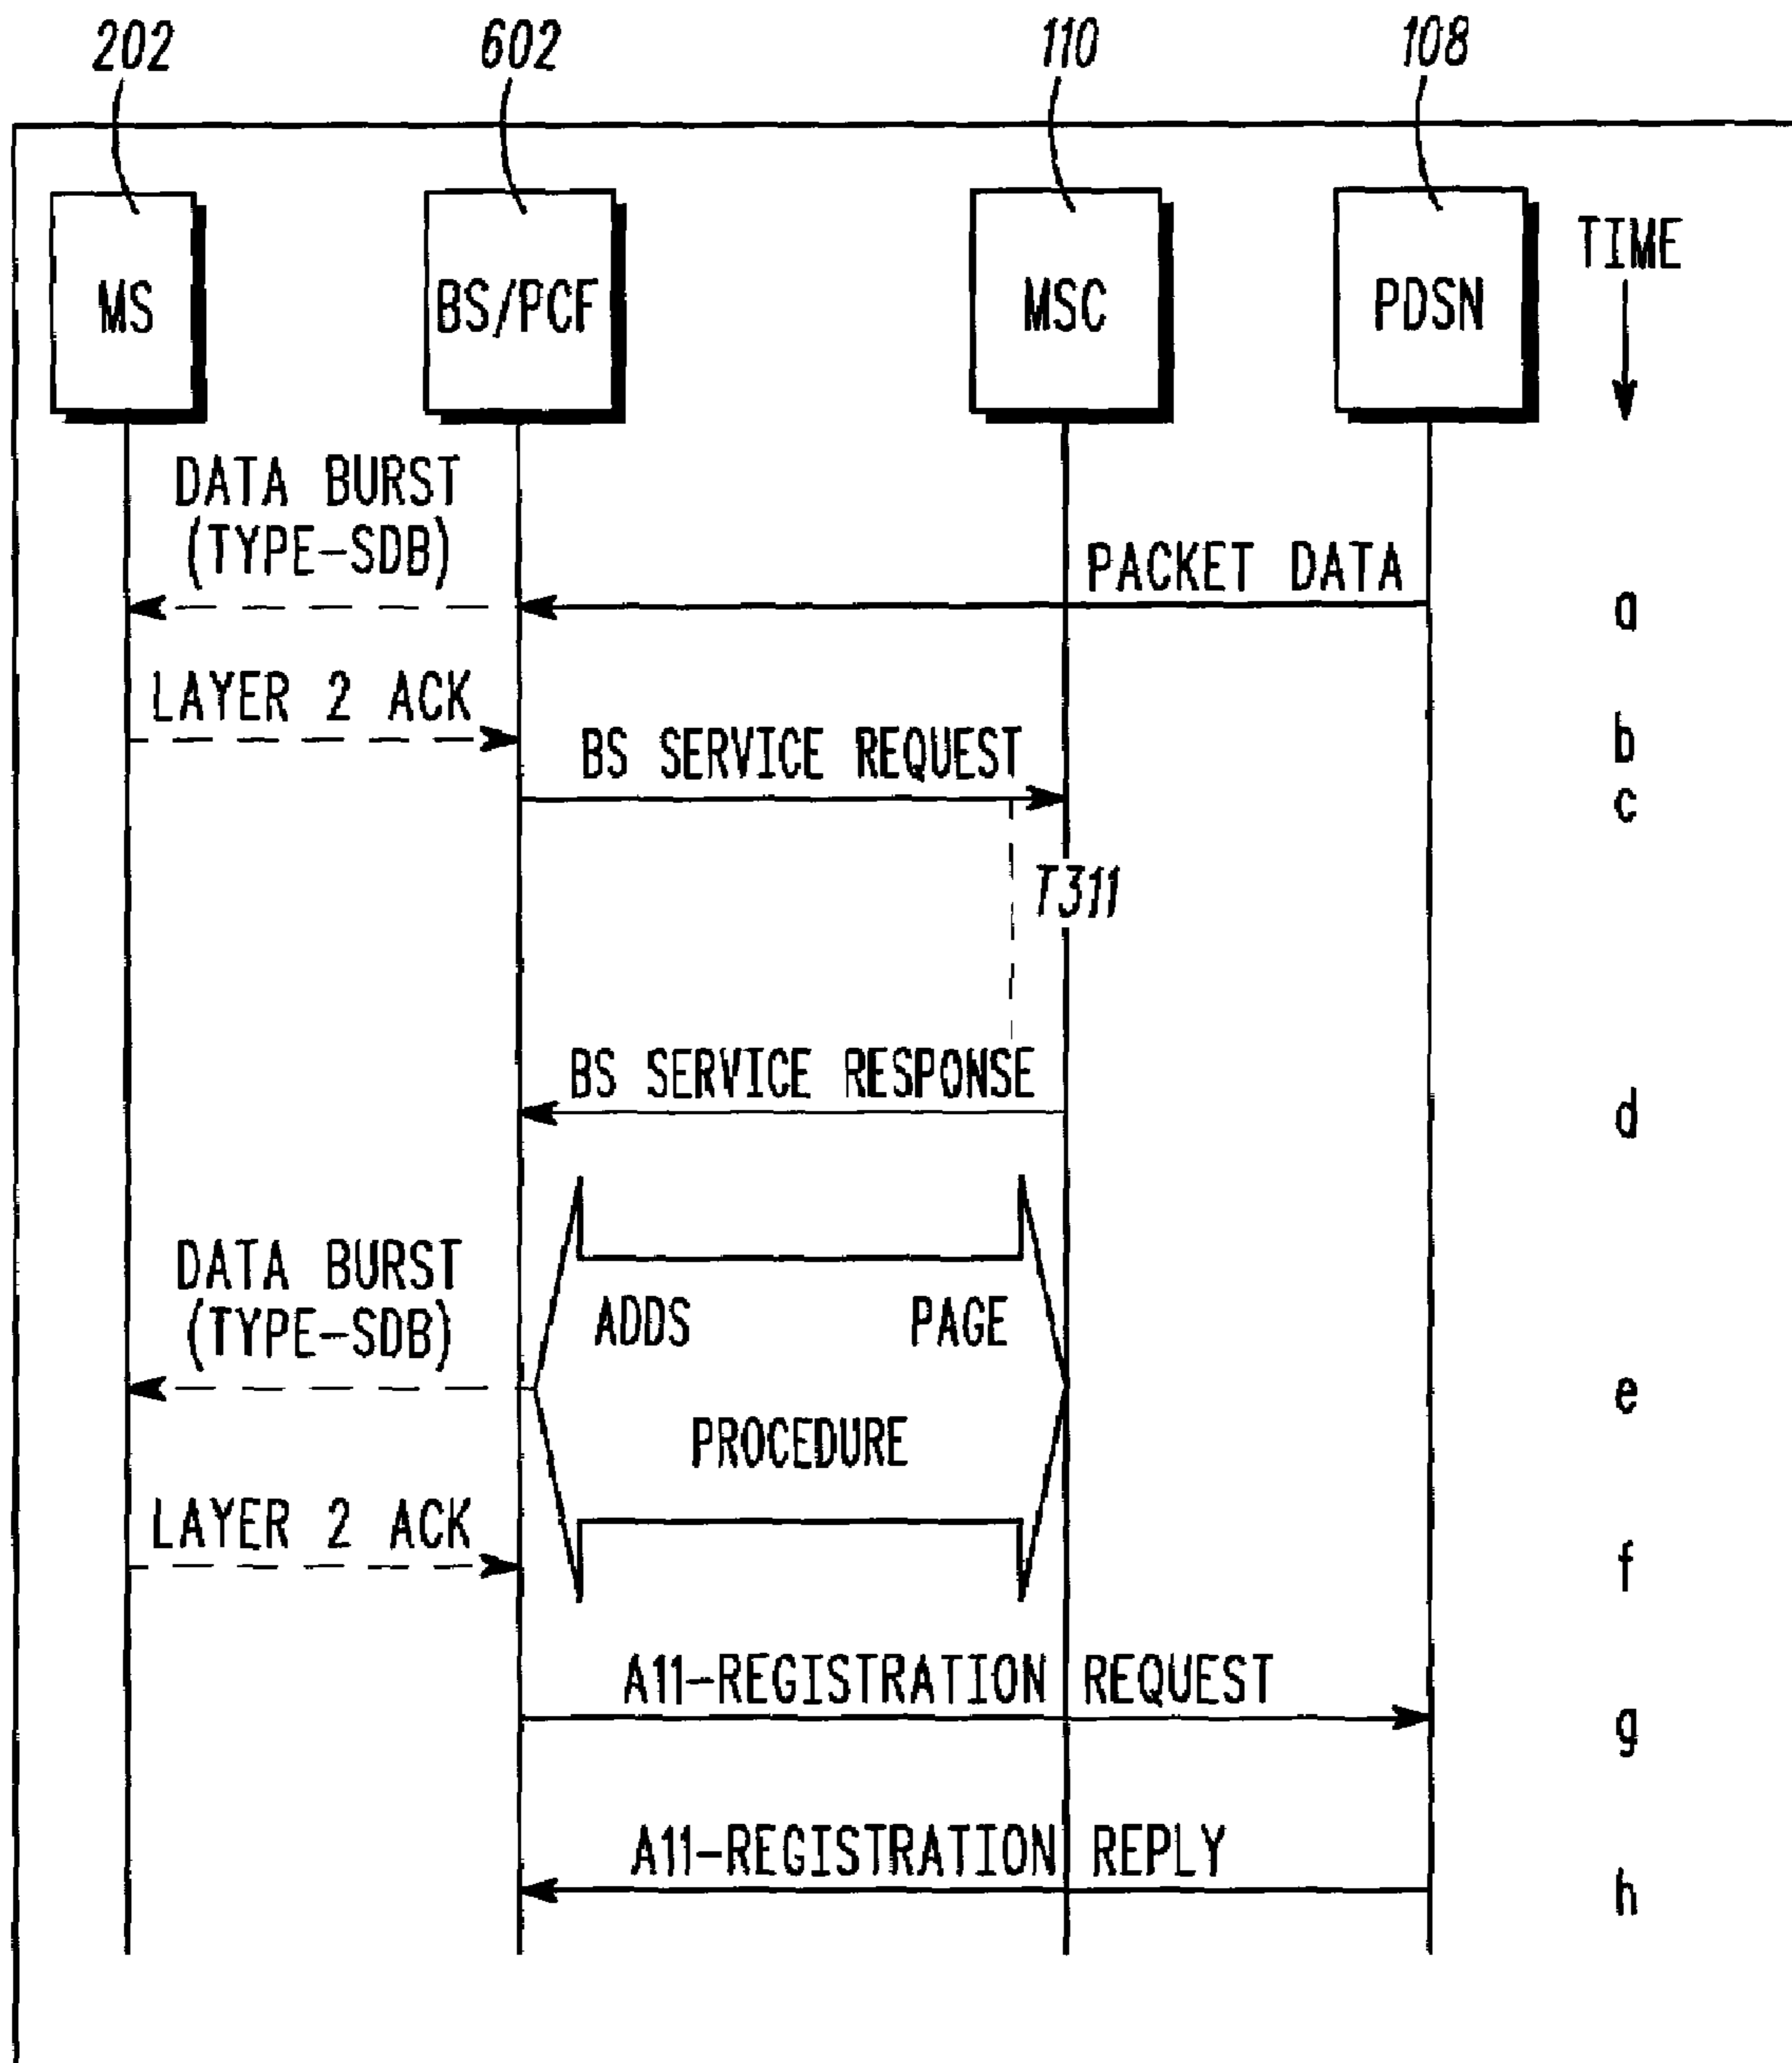 202 602 110 108
MS BS/PCF MSC PDSN TIME
DATA BURST
(TYPE-SDB)
PACKET DATA
a
LAYER 2 ACK
b
BS SERVICE REQUEST
c
T311
BS SERVICE RESPONSE
d
DATA BURST
(TYPE-SDB)
ADDS PAGE
e
PROCEDURE
LAYER 2 ACK
f
A11-REGISTRATION REQUEST
g
A11-REGISTRATION REPLY
h